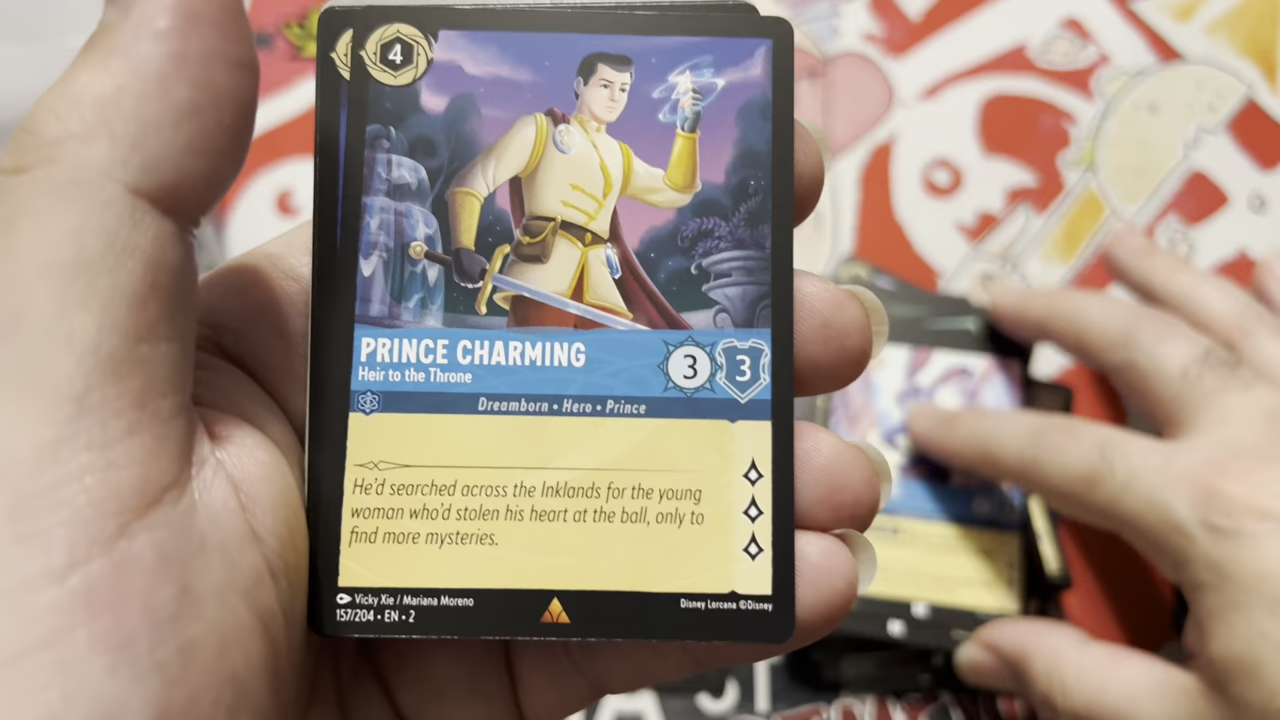 4
PRINCE CHARMING
Heir to the Throne
3
3
Dreamborn • Hero • Prince
He'd searched across the Inklands for the young
woman who'd stolen his heart at the ball, only to
find more mysteries.
Vicky Xie / Mariana Moreno
Disney Lorcana ©Disney
157/204 • EN • 2